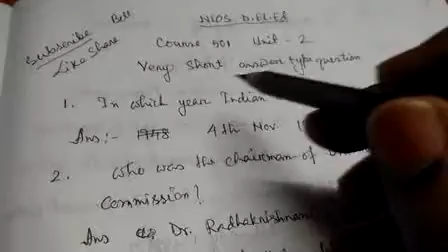 Subscribe Bell
Like Share
NIOS D.El.Ed
Course 501 Unit - 2
Very Short answer type question
1. In which year Indian
Ans:- 1948 4th Nov. 1
2. Who was the chairman of
Commission?
Ans Dr. Radhakrishnan